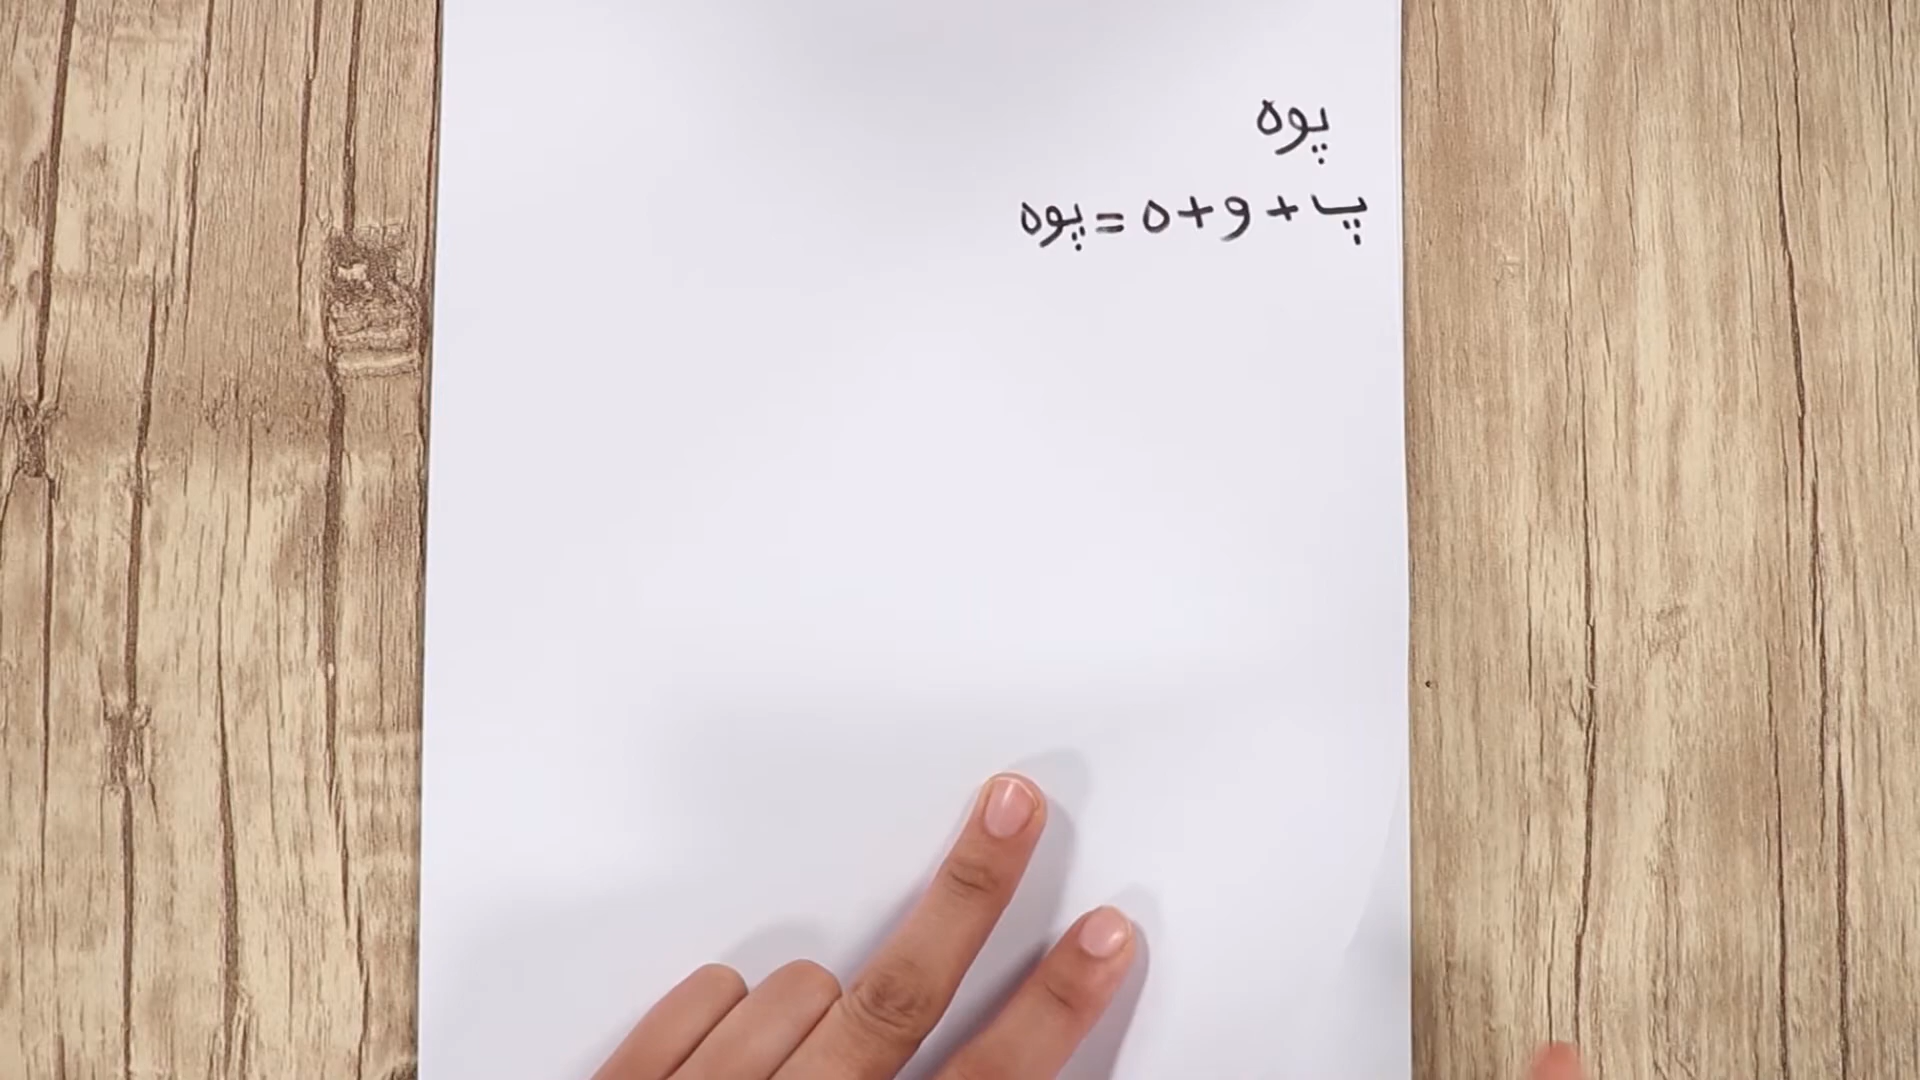 پوه
پ + و + ه = پوه